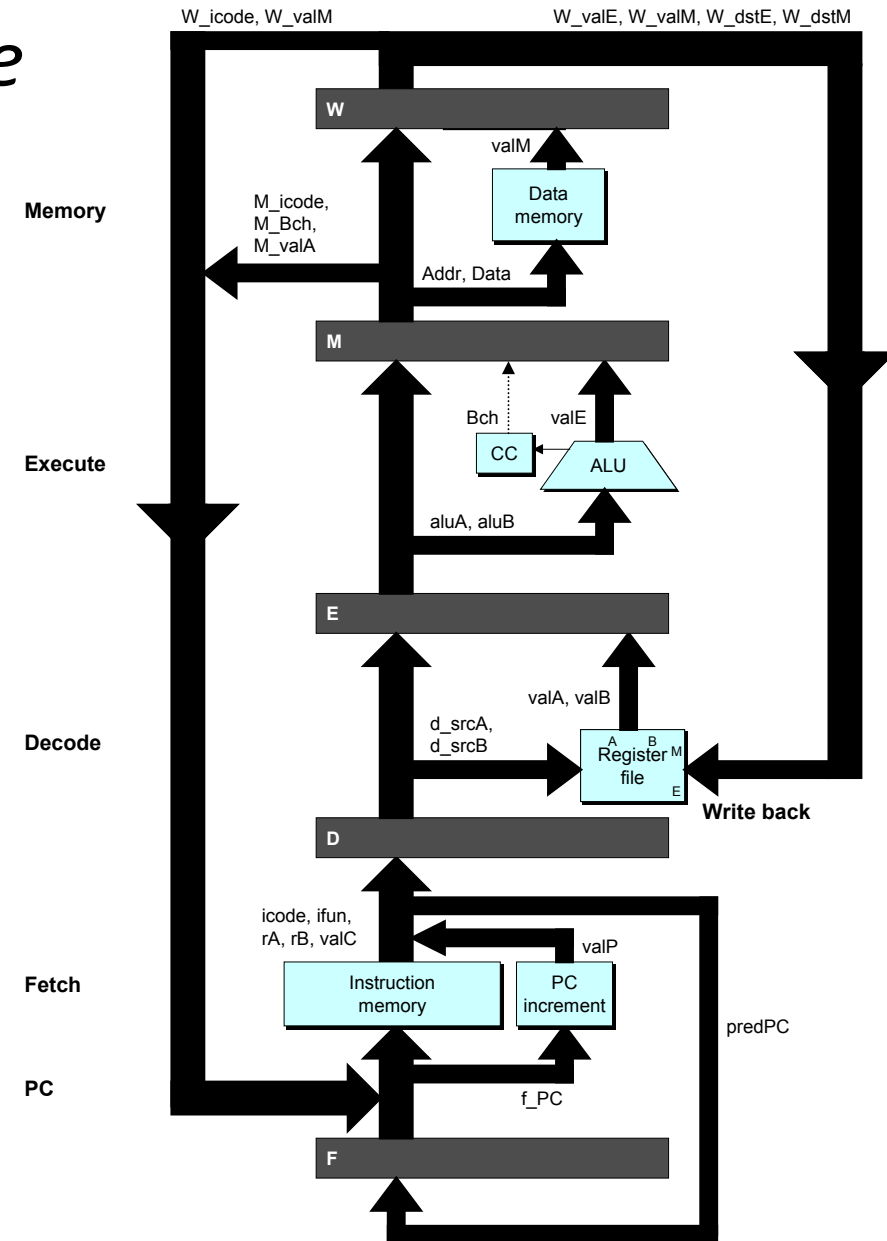 e
W_icode, W_valM
W_valE, W_valM, W_dstE, W_dstM
W
valM
Memory
Data
memory
M_icode,
M_Bch,
M_valA
Addr, Data
M
Bch
valE
CC
ALU
Execute
aluA, aluB
E
valA, valB
d_srcA,
d_srcB
Decode
A B
Register M
file
E
Write back
D
icode, ifun,
rA, rB, valC
valP
Fetch
Instruction
memory
PC
increment
predPC
PC
f_PC
F